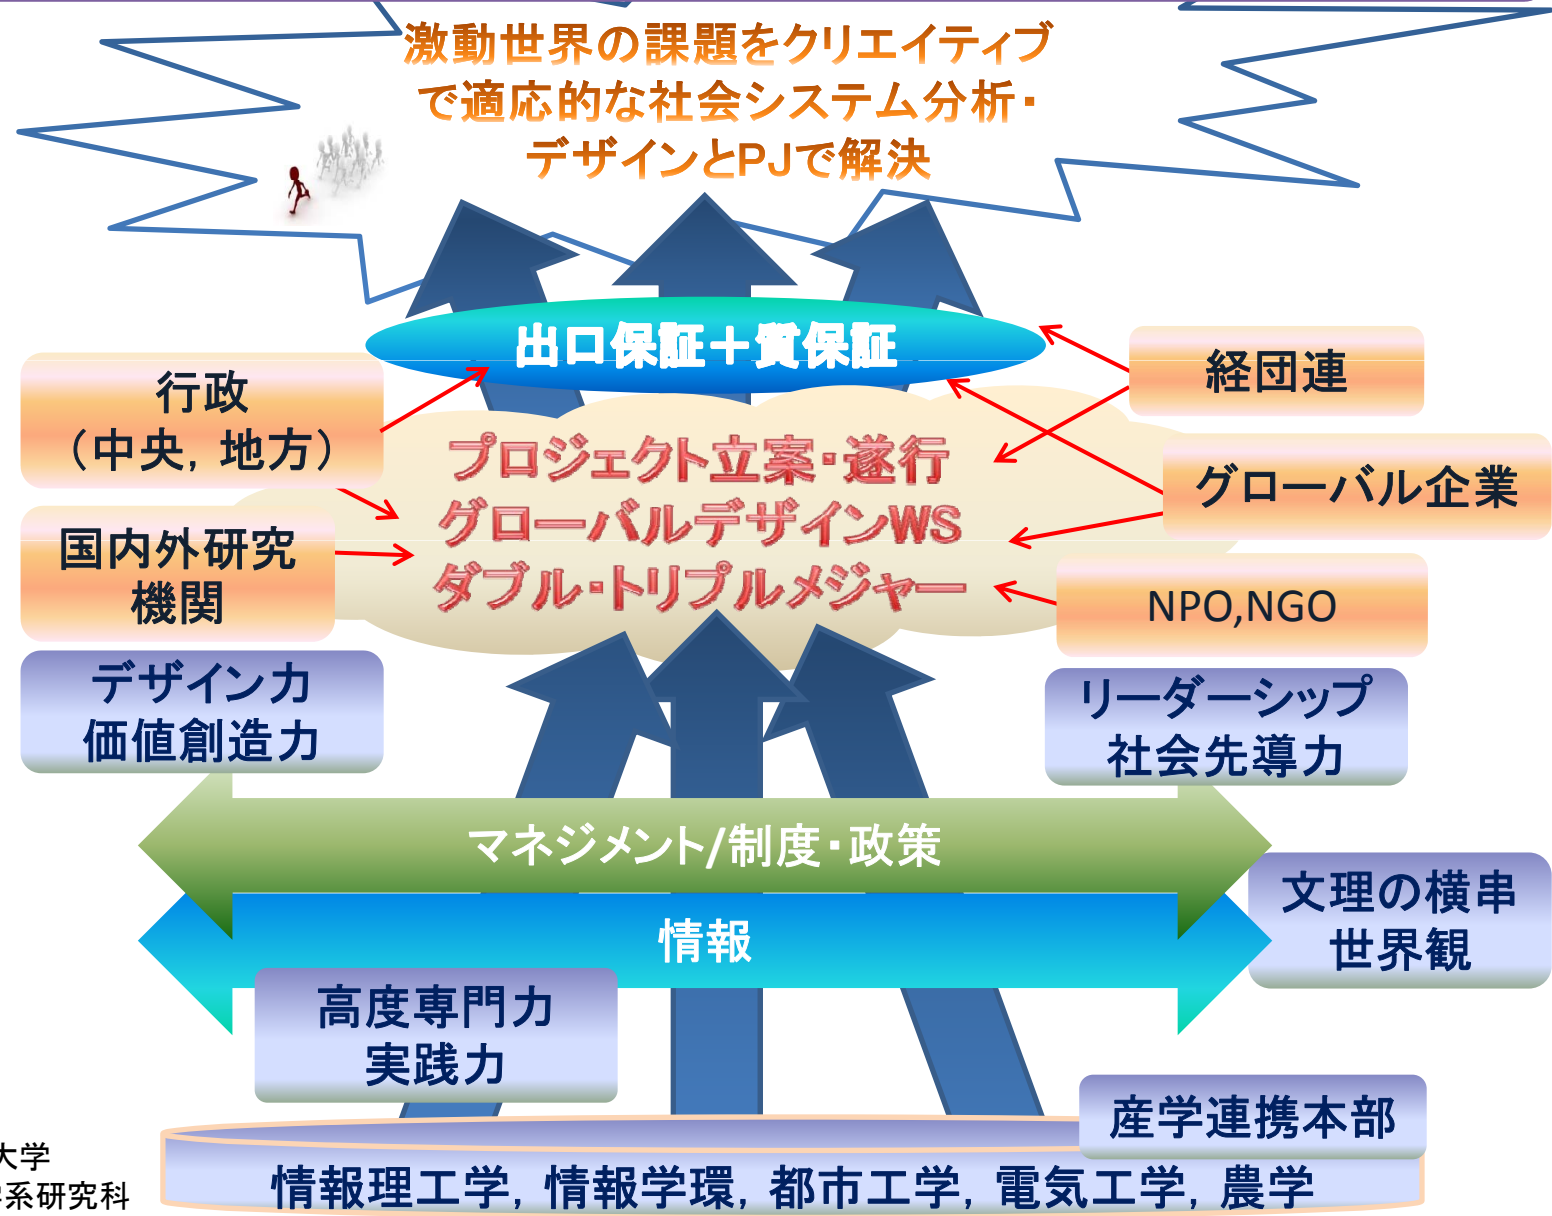 激動世界の課題をクリエイティブ
で適応的な社会システム分析・
デザインとPJで解決
出口保証＋質保証
行政
（中央，地方）
経団連
プロジェクト立案・遂行
グローバルデザインWS
ダブル・トリプルメジャー
グローバル企業
国内外研究
機関
NPO,NGO
デザイン力
価値創造力
リーダーシップ
社会先導力
マネジメント/制度・政策
文理の横串
世界観
情報
高度専門力
実践力
産学連携本部
大学
系研究科
情報理工学，情報学環，都市工学，電気工学，農学